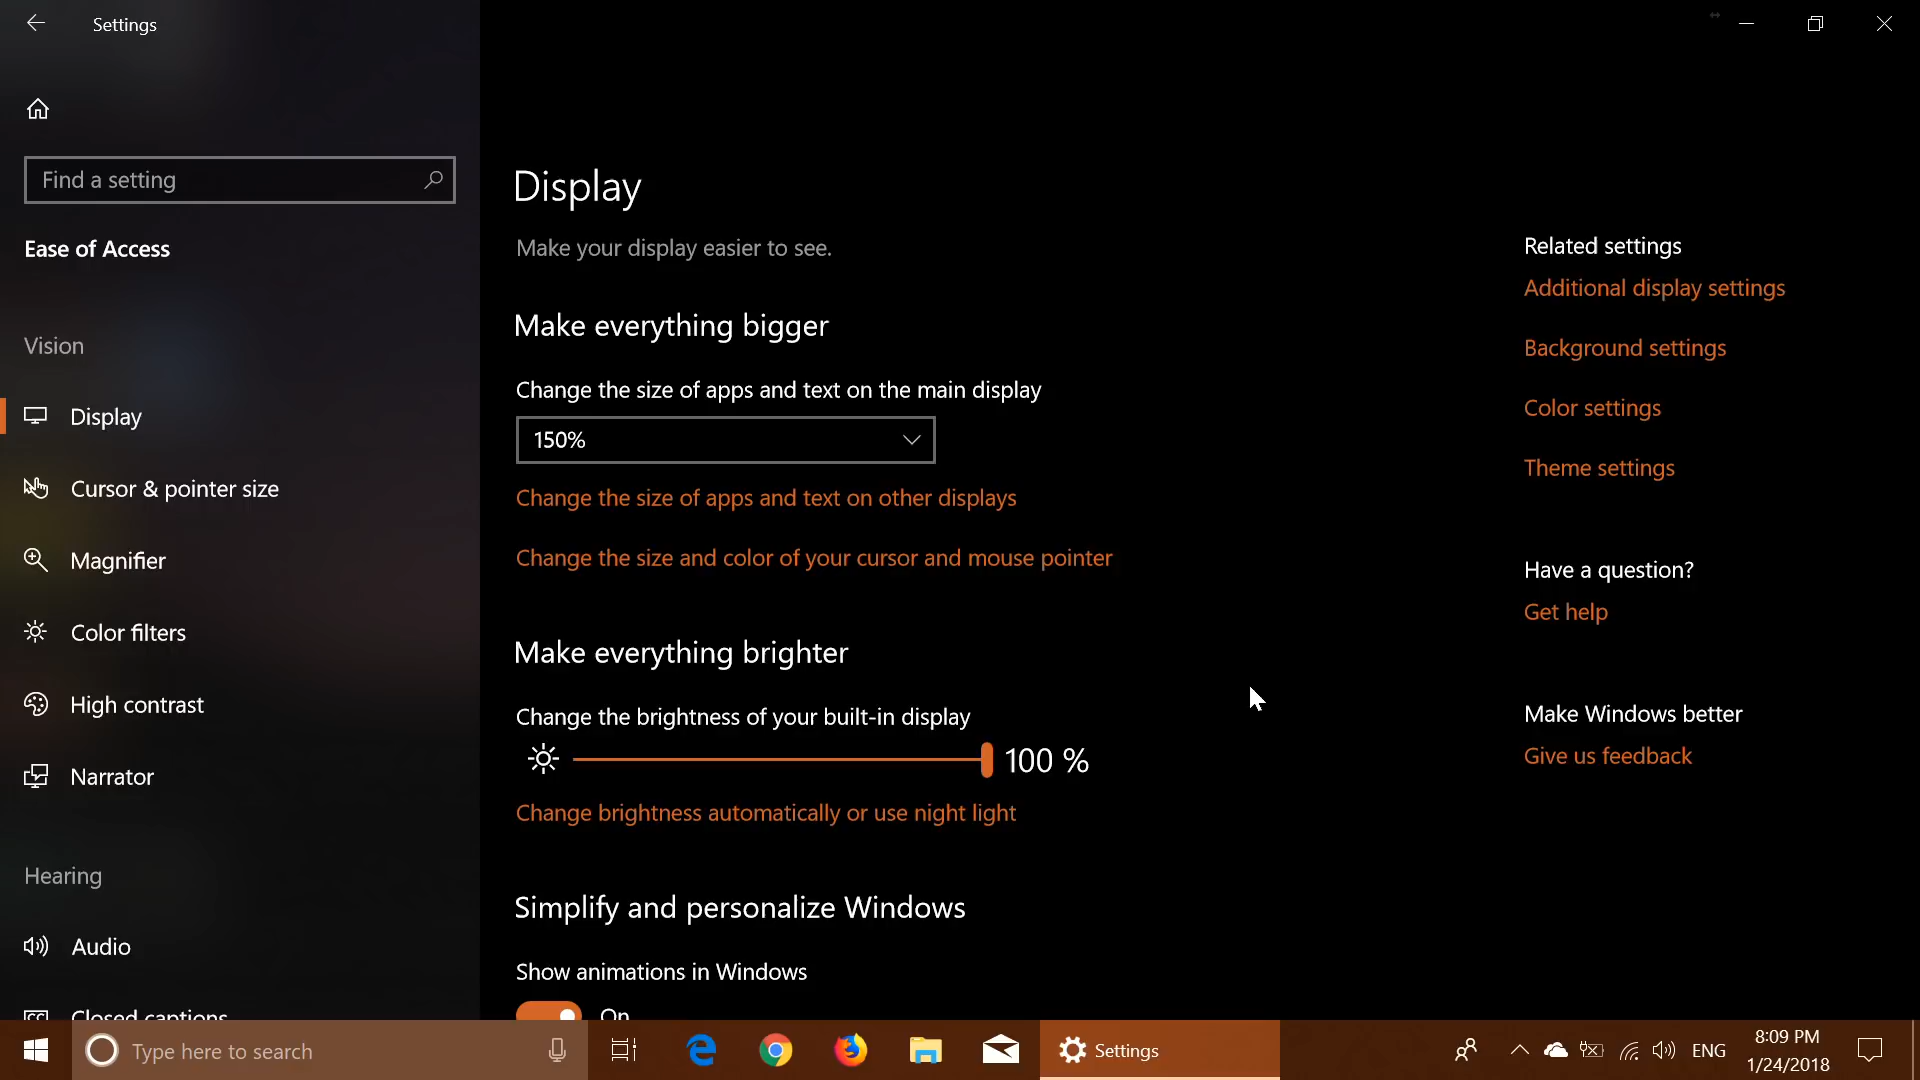 Settings
Find a setting
Ease of Access
Vision
Display
Cursor & pointer size
Magnifier
Color filters
High contrast
Narrator
Hearing
Audio
Closed captions
Display
Make your display easier to see.
Make everything bigger
Change the size of apps and text on the main display
150%
Change the size of apps and text on other displays
Change the size and color of your cursor and mouse pointer
Make everything brighter
Change the brightness of your built-in display
100 %
Change brightness automatically or use night light
Simplify and personalize Windows
Show animations in Windows
On
Related settings
Additional display settings
Background settings
Color settings
Theme settings
Have a question?
Get help
Make Windows better
Give us feedback
Type here to search
Settings
ENG
8:09 PM
1/24/2018